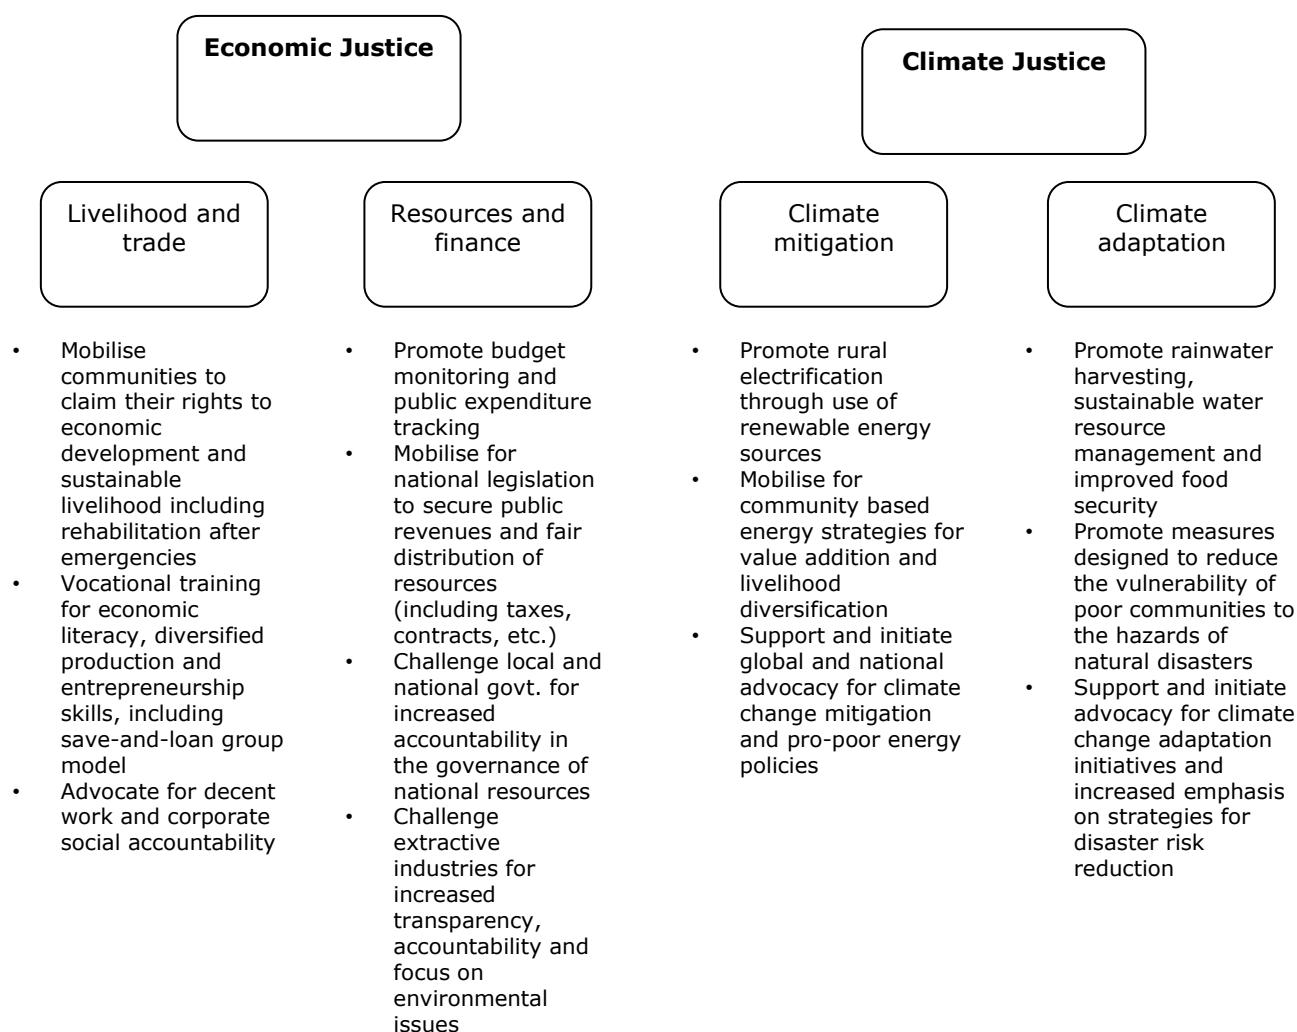 Economic Justice
Climate Justice
Livelihood and
trade
Resources and
finance
Climate
mitigation
Climate
adaptation
• Mobilise
communities to
claim their rights to
economic
development and
sustainable
livelihood including
rehabilitation after
emergencies
• Vocational training
for economic
literacy, diversified
production and
entrepreneurship
skills, including
save-and-loan group
model
• Advocate for decent
work and corporate
social accountability
• Promote budget
monitoring and
public expenditure
tracking
• Mobilise for
national legislation
to secure public
revenues and fair
distribution of
resources
(including taxes,
contracts, etc.)
• Challenge local and
national govt. for
increased
accountability in
the governance of
national resources
• Challenge
extractive
industries for
increased
transparency,
accountability and
focus on
environmental
issues
• Promote rural
electrification
through use of
renewable energy
sources
• Mobilise for
community based
energy strategies for
value addition and
livelihood
diversification
• Support and initiate
global and national
advocacy for climate
change mitigation
and pro-poor energy
policies
• Promote rainwater
harvesting,
sustainable water
resource
management and
improved food
security
• Promote measures
designed to reduce
the vulnerability of
poor communities to
the hazards of
natural disasters
• Support and initiate
advocacy for climate
change adaptation
initiatives and
increased emphasis
on strategies for
disaster risk
reduction